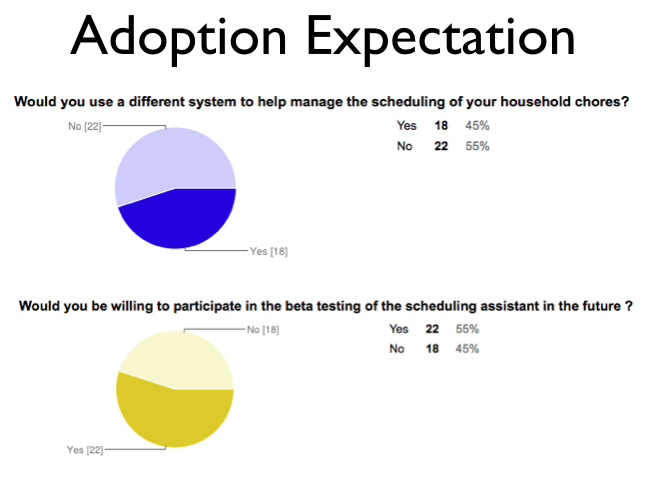 Adoption Expectation
Would you use a different system to help manage the scheduling of your household chores?
No [22]
Yes 18 45%
No 22 55%
Yes [18]
Would you be willing to participate in the beta testing of the scheduling assistant in the future ?
No [18]
Yes 22 55%
No 18 45%
Yes [22]